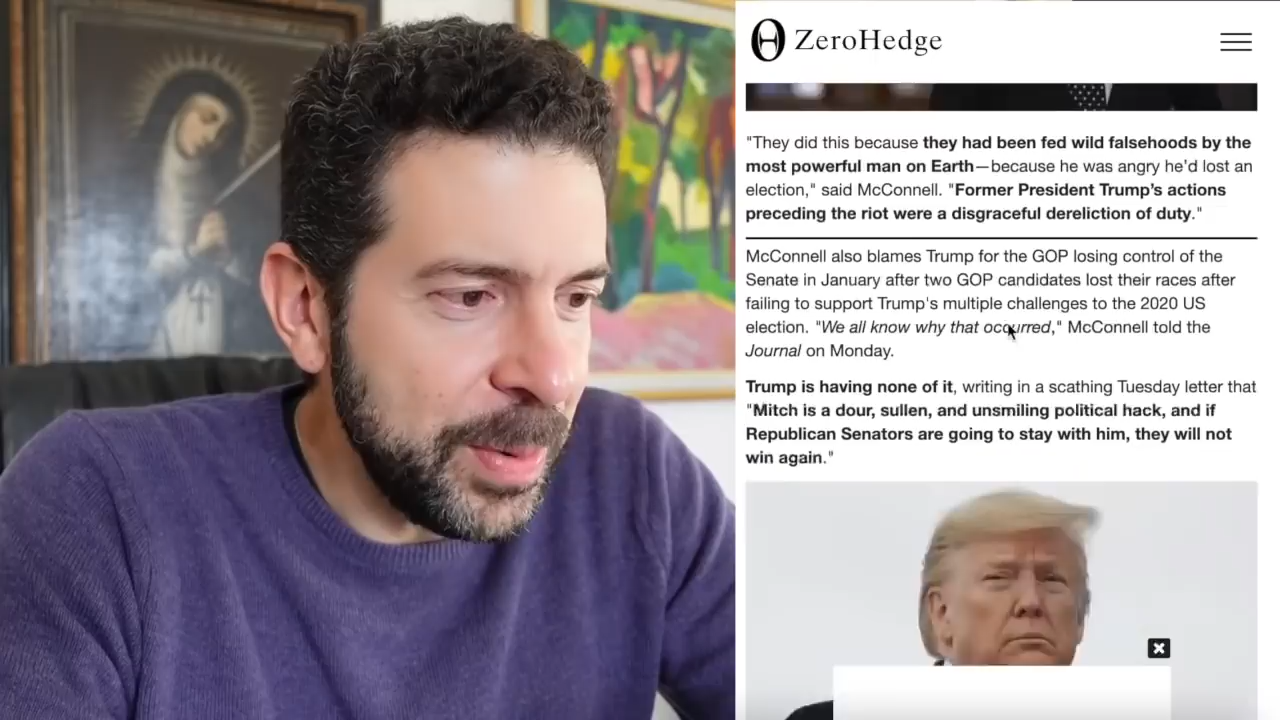 ZeroHedge
"They did this because they had been fed wild falsehoods by the
most powerful man on Earth—because he was angry he'd lost an
election," said McConnell. "Former President Trump's actions
preceding the riot were a disgraceful dereliction of duty."
McConnell also blames Trump for the GOP losing control of the
Senate in January after two GOP candidates lost their races after
failing to support Trump's multiple challenges to the 2020 US
election. "We all know why that occurred," McConnell told the
Journal on Monday.
Trump is having none of it, writing in a scathing Tuesday letter that
"Mitch is a dour, sullen, and unsmiling political hack, and if
Republican Senators are going to stay with him, they will not
win again."